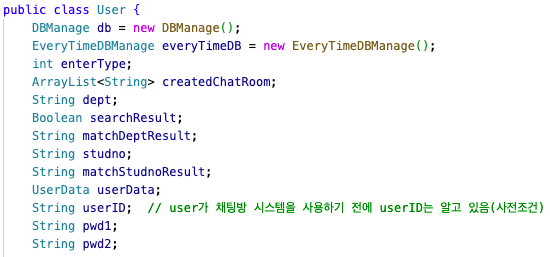 public class User {
DBManage db = new DBManage();
EveryTimeDBManage everyTimeDB = new EveryTimeDBManage();
int enterType;
ArrayList<String> createdChatRoom;
String dept;
Boolean searchResult;
String matchDeptResult;
String studno;
String matchStudnoResult;
UserData userData;
String userID;  // user가 채팅방 시스템을 사용하기 전에 userID는 알고 있음(사전조건)
String pwd1;
String pwd2;